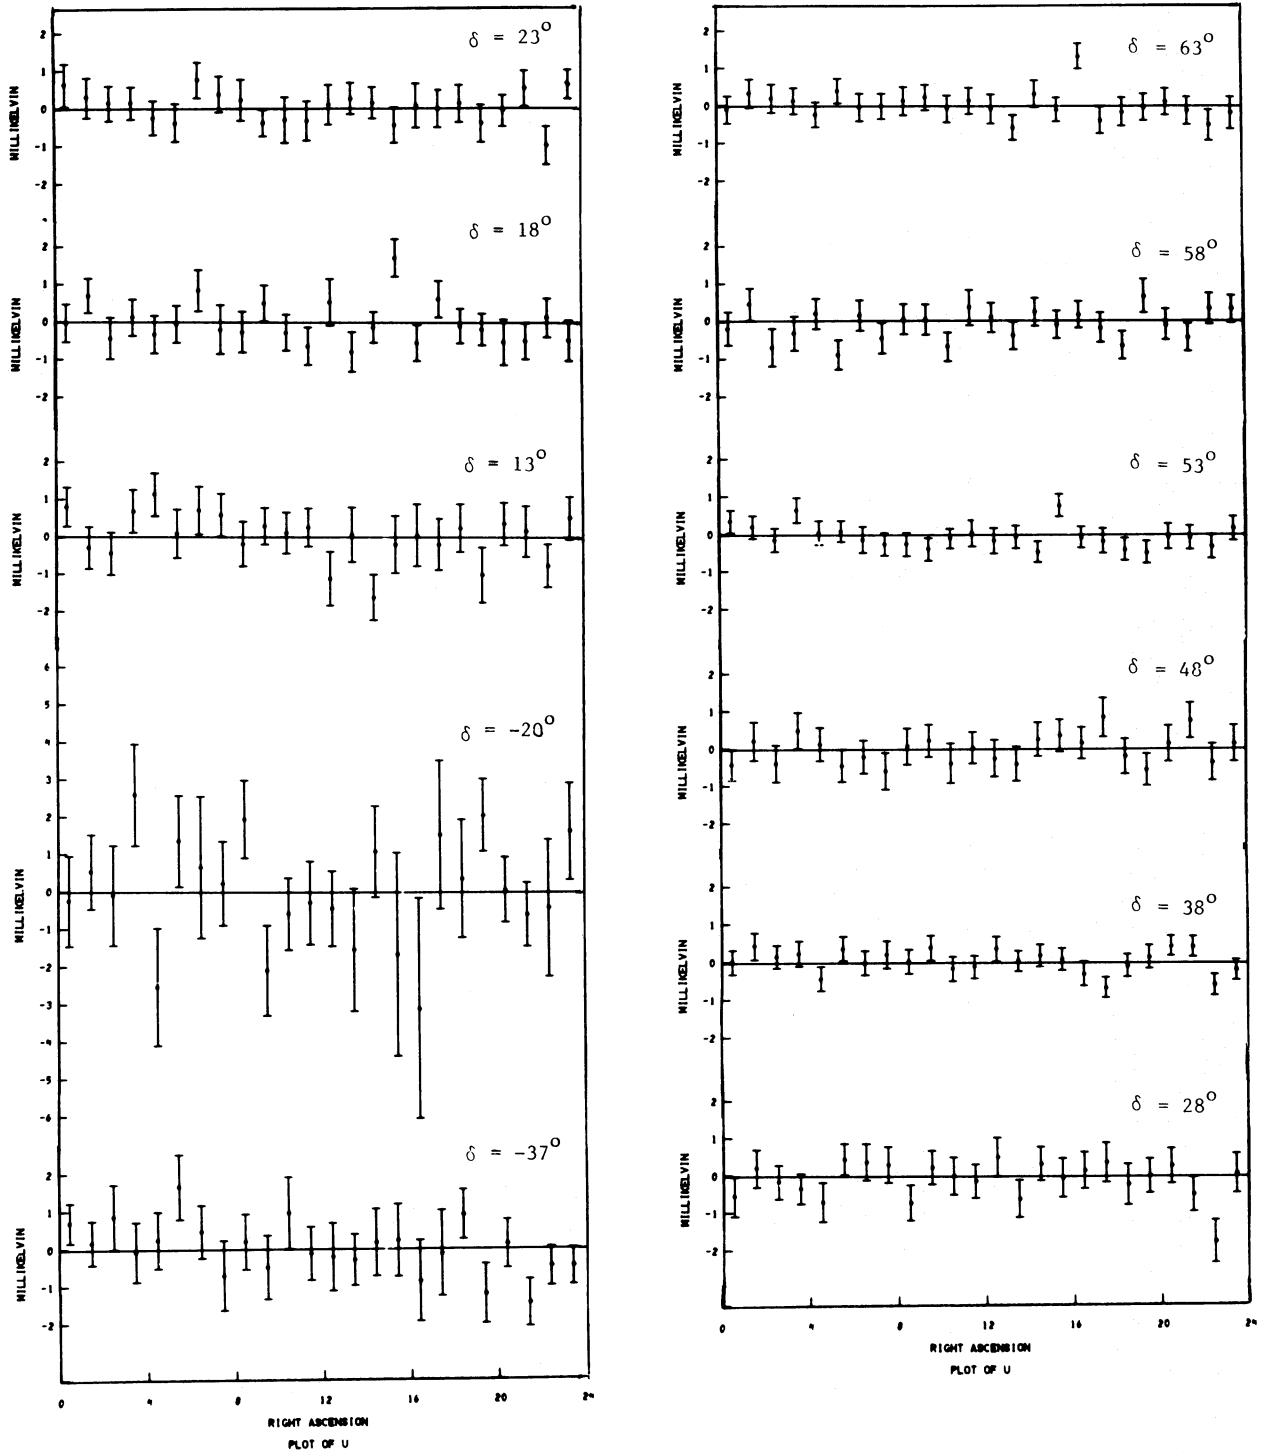 δ = 23°
2
1
0
-1
-2
MILLIKELVIN
δ = 18°
2
1
0
-1
-2
MILLIKELVIN
δ = 13°
2
1
0
-1
-2
MILLIKELVIN
δ = -20°
6
5
4
3
2
1
0
-1
-2
-3
-4
-5
-6
MILLIKELVIN
δ = -37°
2
1
0
-1
-2
MILLIKELVIN
0 4 8 12 16 20 24
RIGHT ASCENSION
PLOT OF U
δ = 63°
2
1
0
-1
-2
MILLIKELVIN
δ = 58°
2
1
0
-1
-2
MILLIKELVIN
δ = 53°
2
1
0
-1
-2
MILLIKELVIN
δ = 48°
2
1
0
-1
-2
MILLIKELVIN
δ = 38°
2
1
0
-1
-2
MILLIKELVIN
δ = 28°
2
1
0
-1
-2
MILLIKELVIN
0 4 8 12 16 20 24
RIGHT ASCENSION
PLOT OF U